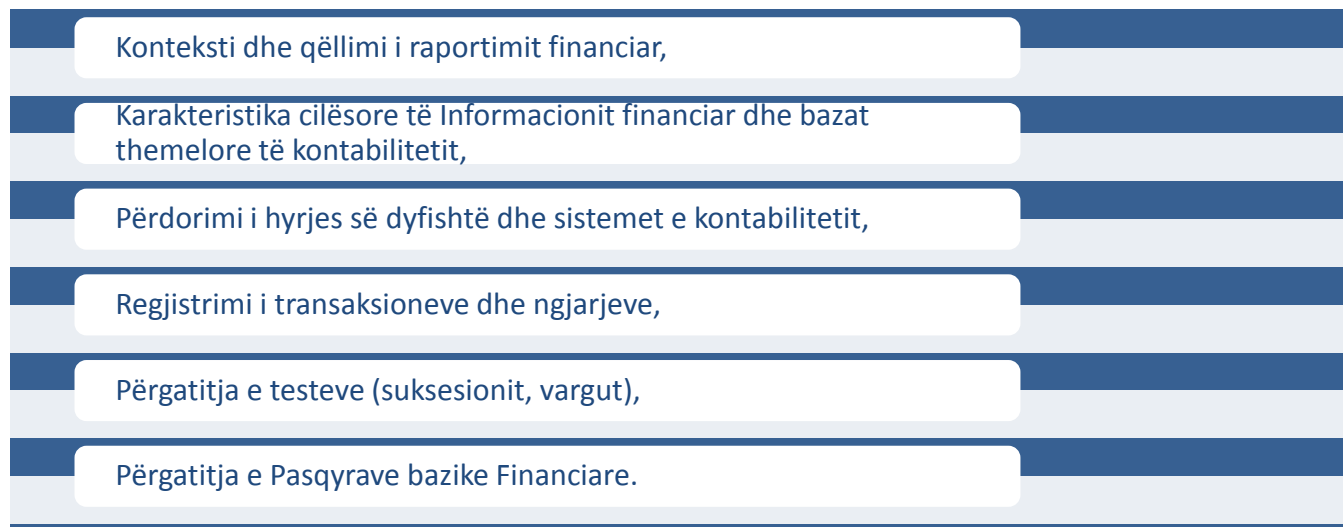 Konteksti dhe qëllimi i raportimit financiar,
Karakteristika cilësore të Informacionit financiar dhe bazat
themelore të kontabilitetit,
Përdorimi i hyrjes së dyfishtë dhe sistemet e kontabilitetit,
Regjistrimi i transaksioneve dhe ngjarjeve,
Përgatitja e testeve (suksesionit, vargut),
Përgatitja e Pasqyrave bazike Financiare.